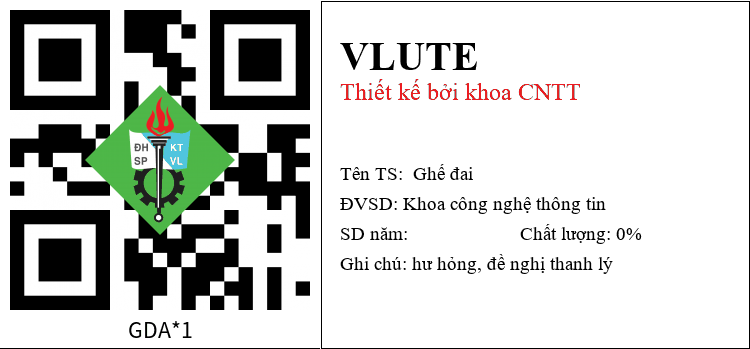 ĐH KT
SP VL
GDA*1
VLUTE
Thiết kế bởi khoa CNTT
Tên TS: Ghế đai
ĐVSD: Khoa công nghệ thông tin
SD năm: Chất lượng: 0%
Ghi chú: hư hỏng, đề nghị thanh lý